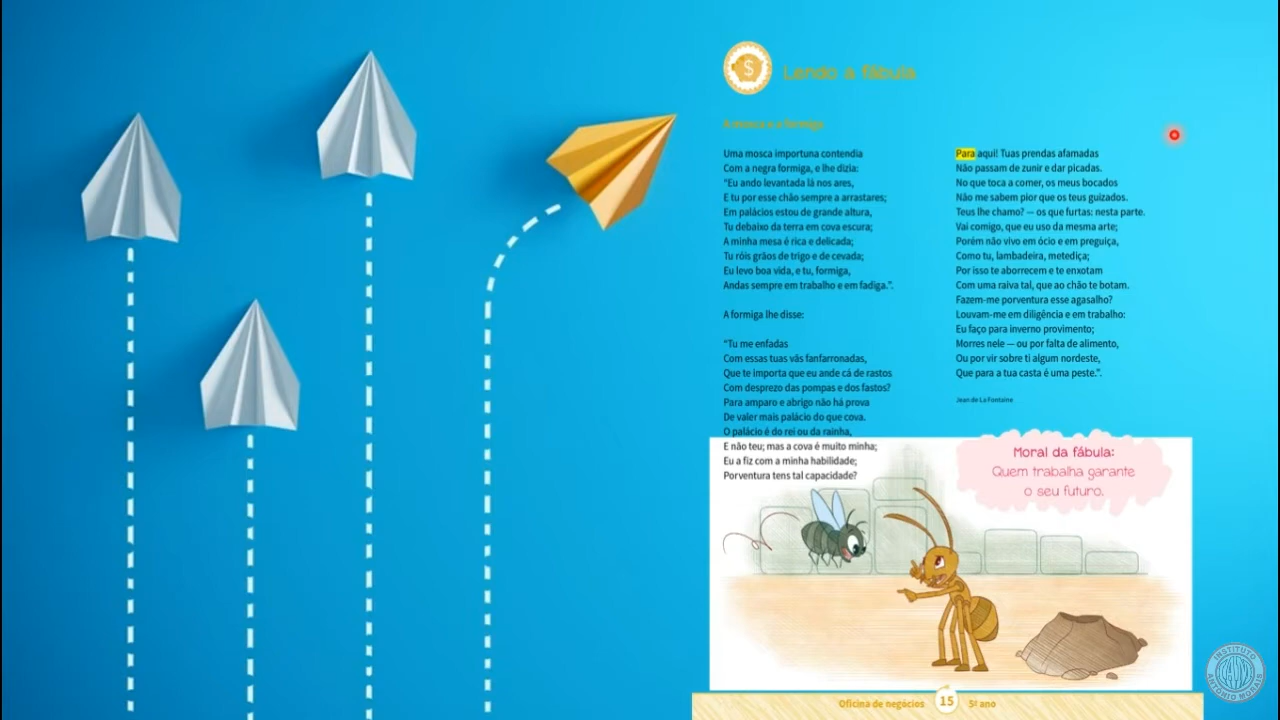 $
Lendo a fábula
A mosca e a formiga
Uma mosca importuna contendia
Com a negra formiga, e lhe dizia:
“Eu ando levantada lá nos ares,
E tu por esse chão sempre a arrastares;
Em palácios estou de grande altura,
Tu debaixo da terra em cova escura;
A minha mesa é rica e delicada;
Tu róis grãos de trigo e de cevada;
Eu levo boa vida, e tu, formiga,
Andas sempre em trabalho e em fadiga.”.
A formiga lhe disse:
“Tu me enfadas
Com essas tuas vãs fanfarronadas,
Que te importa que eu ande cá de rastos
Com desprezo das pompas e dos fastos?
Para amparo e abrigo não há prova
De valer mais palácio do que cova.
O palácio é do rei ou da rainha,
E não teu; mas a cova é muito minha;
Eu a fiz com a minha habilidade;
Porventura tens tal capacidade?
Para aqui! Tuas prendas afamadas
Não passam de zunir e dar picadas.
No que toca a comer, os meus bocados
Não me sabem pior que os teus guizados.
Teus lhe chamo? — os que furtas: nesta parte.
Vai comigo, que eu uso da mesma arte;
Porém não vivo em ócio e em preguiça,
Como tu, lambadeira, metediça;
Por isso te aborrecem e te enxotam
Com uma raiva tal, que ao chão te botam.
Fazem-me porventura esse agasalho?
Louvam-me em diligência e em trabalho:
Eu faço para inverno provimento;
Morres nele — ou por falta de alimento,
Ou por vir sobre ti algum nordeste,
Que para a tua casta é uma peste.”.
Jean de La Fontaine
Moral da fábula:
Quem trabalha garante
o seu futuro.
Oficina de negócios 15 5º ano
INSTITUTO
ANTÔNIO MORAIS